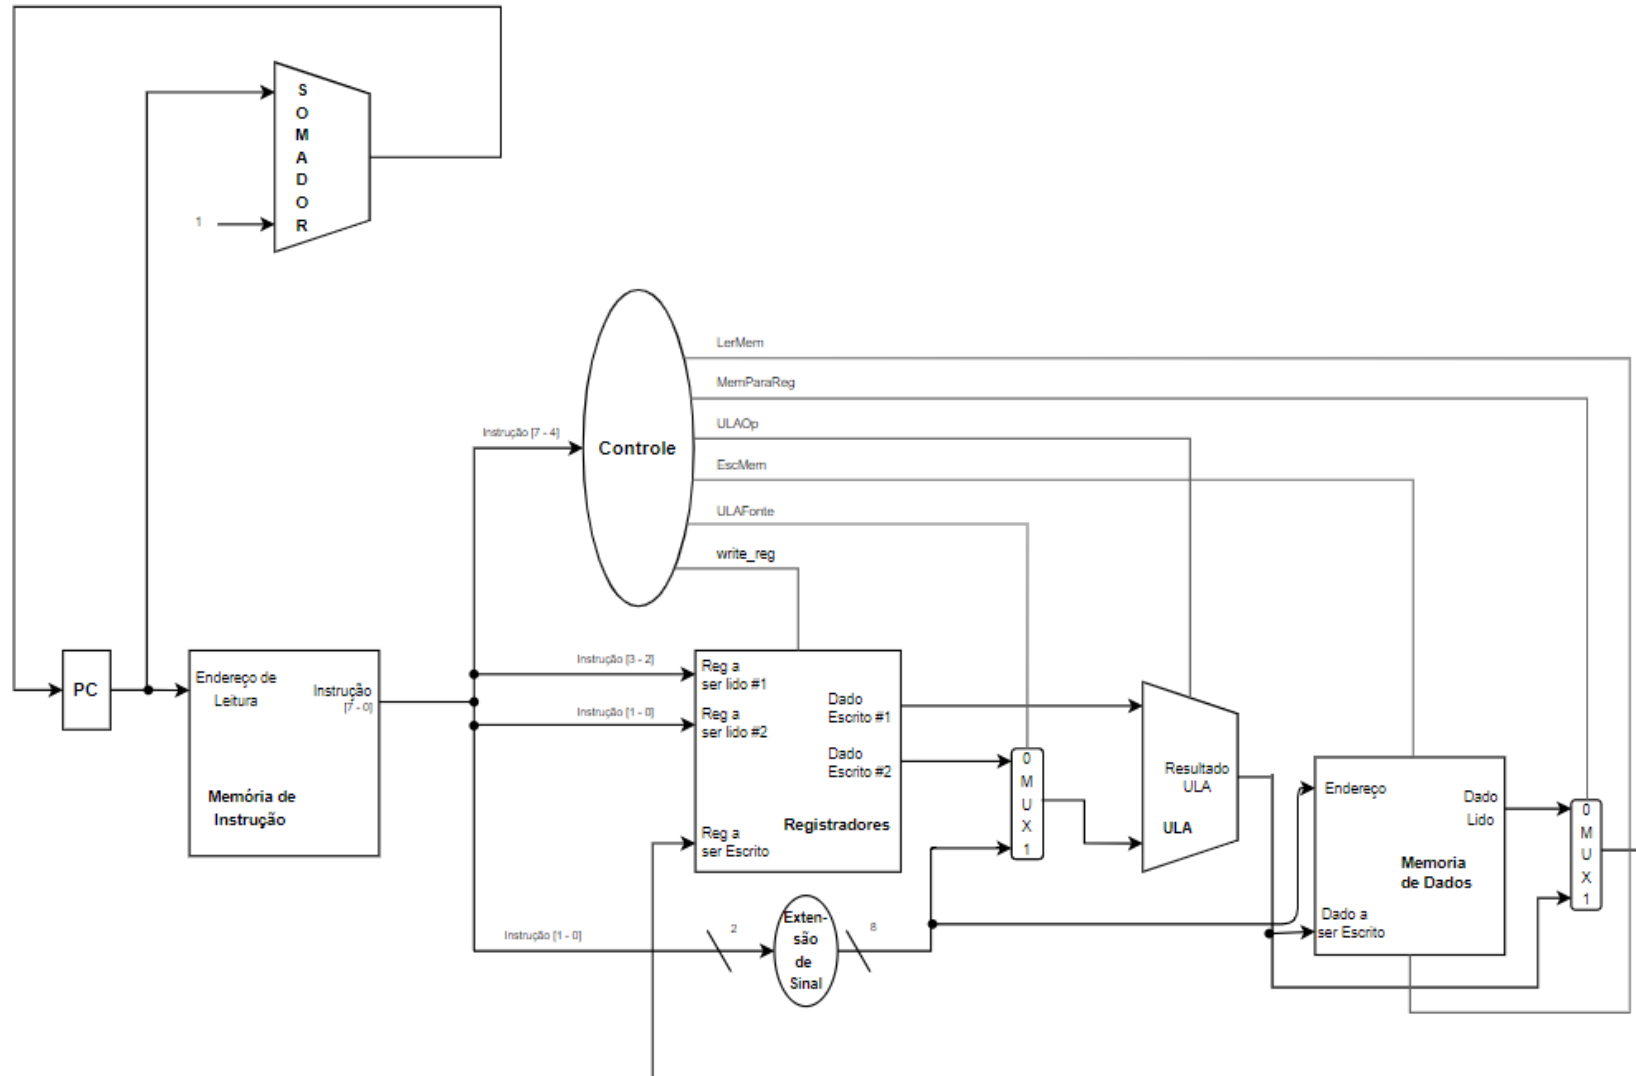 S
O
M
A
D
O
R
1
LerMem
MemParaReg
ULAOp
EscMem
ULAFonte
write_reg
Instrução [7 - 4]
Controle
PC
Endereço de
Leitura
Instrução
[7 - 0]
Memória de
Instrução
Instrução [3 - 2]
Instrução [1 - 0]
Reg a
ser lido #1
Reg a
ser lido #2
Dado
Escrito #1
Dado
Escrito #2
Registradores
Reg a
ser Escrito
0
M
U
X
1
Resultado
ULA
ULA
Endereço
Dado
Lido
Memoria
de Dados
Dado a
ser Escrito
0
M
U
X
1
Instrução [1 - 0]
2
Exten-
são
de
Sinal
8